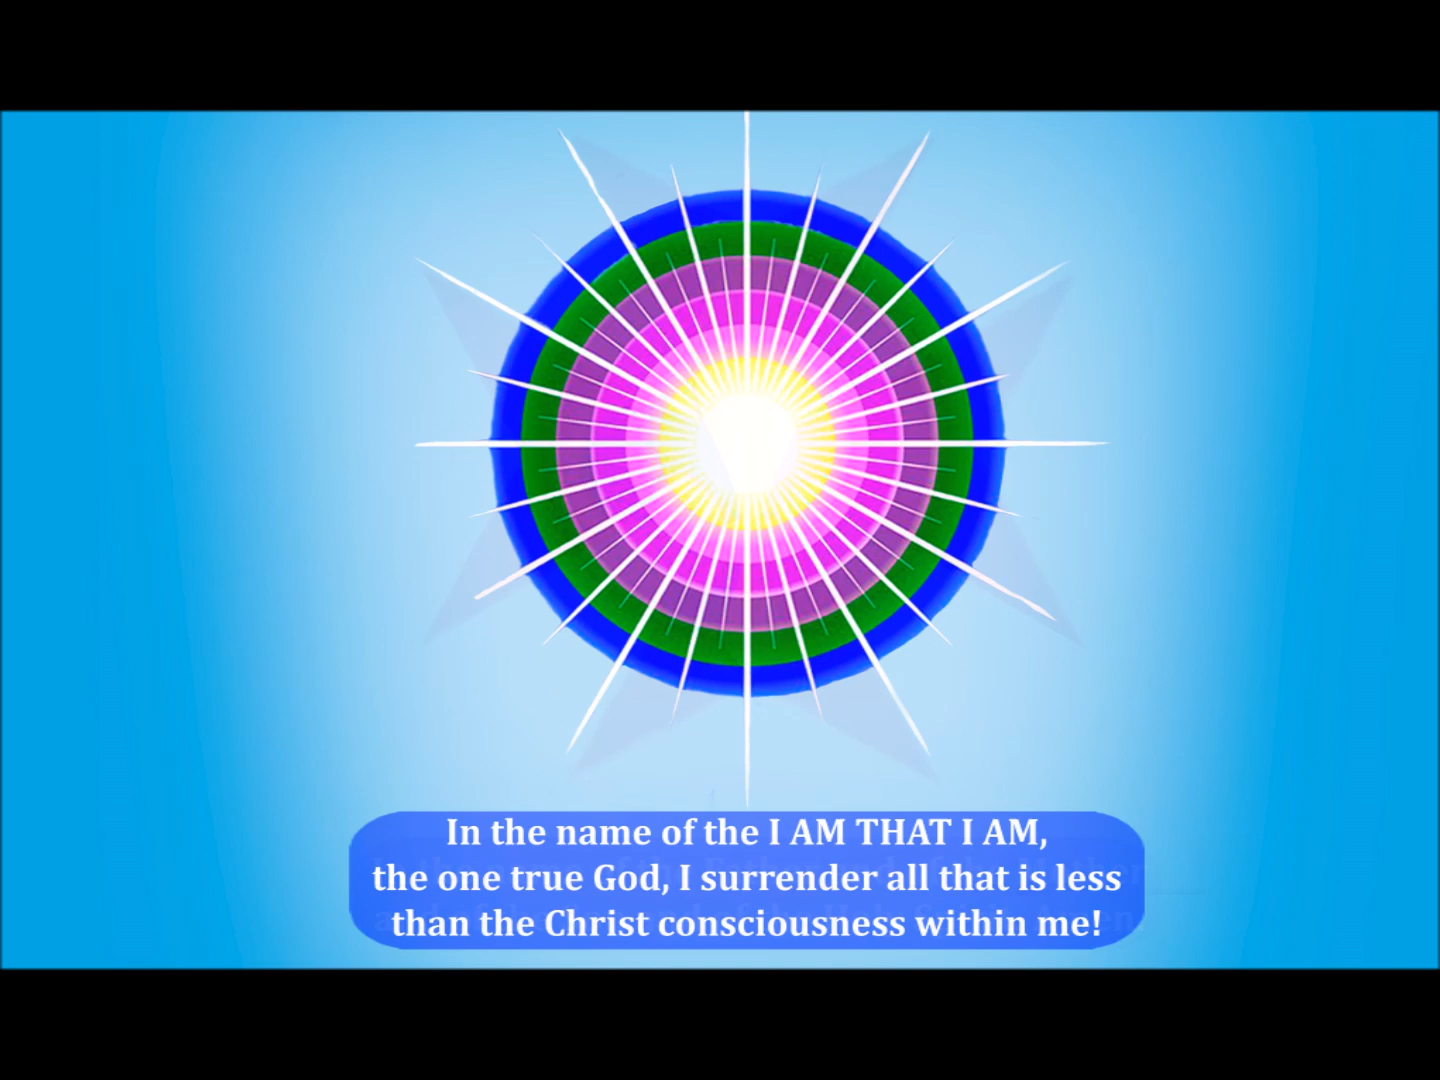 In the name of the I AM THAT I AM,
the one true God, I surrender all that is less
than the Christ consciousness within me!